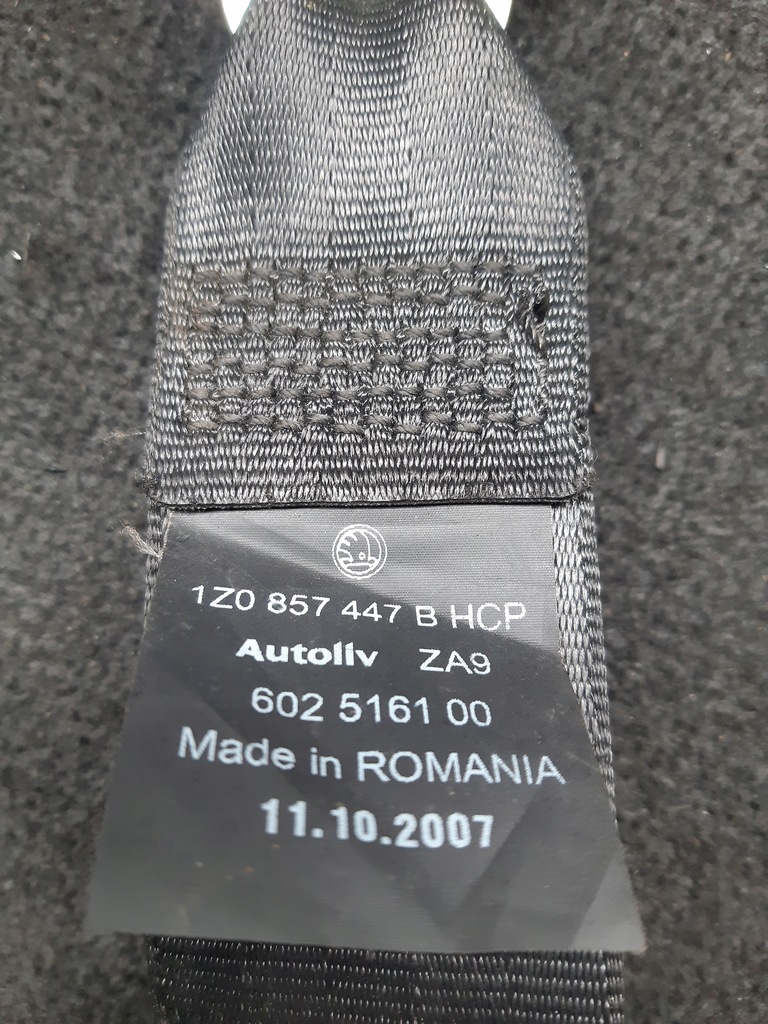 1Z0 857 447 B HCP
Autoliv ZA9
602 5161 00
Made in ROMANIA
11.10.2007